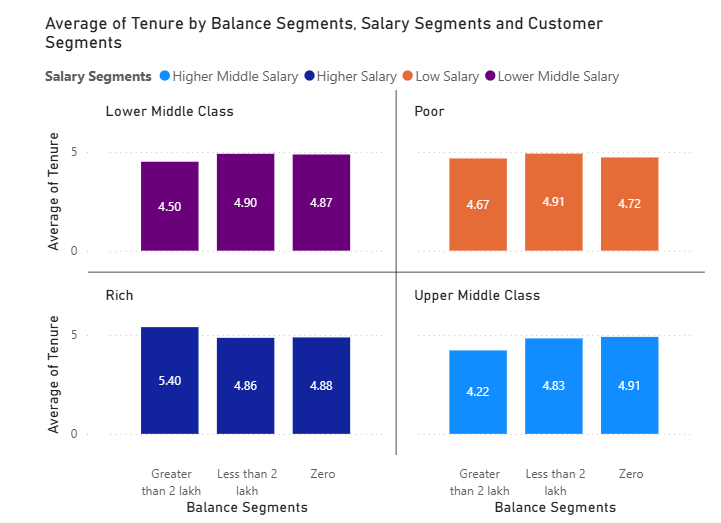 Average of Tenure by Balance Segments, Salary Segments and Customer
Segments
Salary Segments Higher Middle Salary Higher Salary Low Salary Lower Middle Salary
Lower Middle Class
Average of Tenure
5
0
4.50
4.90
4.87
Poor
4.67
4.91
4.72
Rich
Average of Tenure
5
0
5.40
4.86
4.88
Upper Middle Class
4.22
4.83
4.91
Greater
than 2 lakh
Less than 2
lakh
Zero
Balance Segments
Greater
than 2 lakh
Less than 2
lakh
Zero
Balance Segments